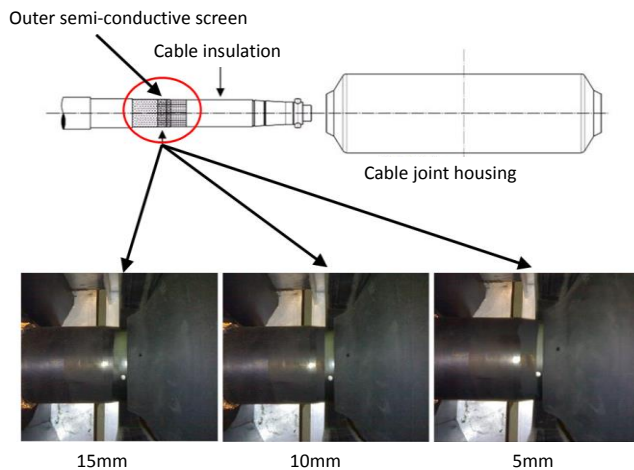 Outer semi-conductive screen
Cable insulation
Cable joint housing
15mm
10mm
5mm